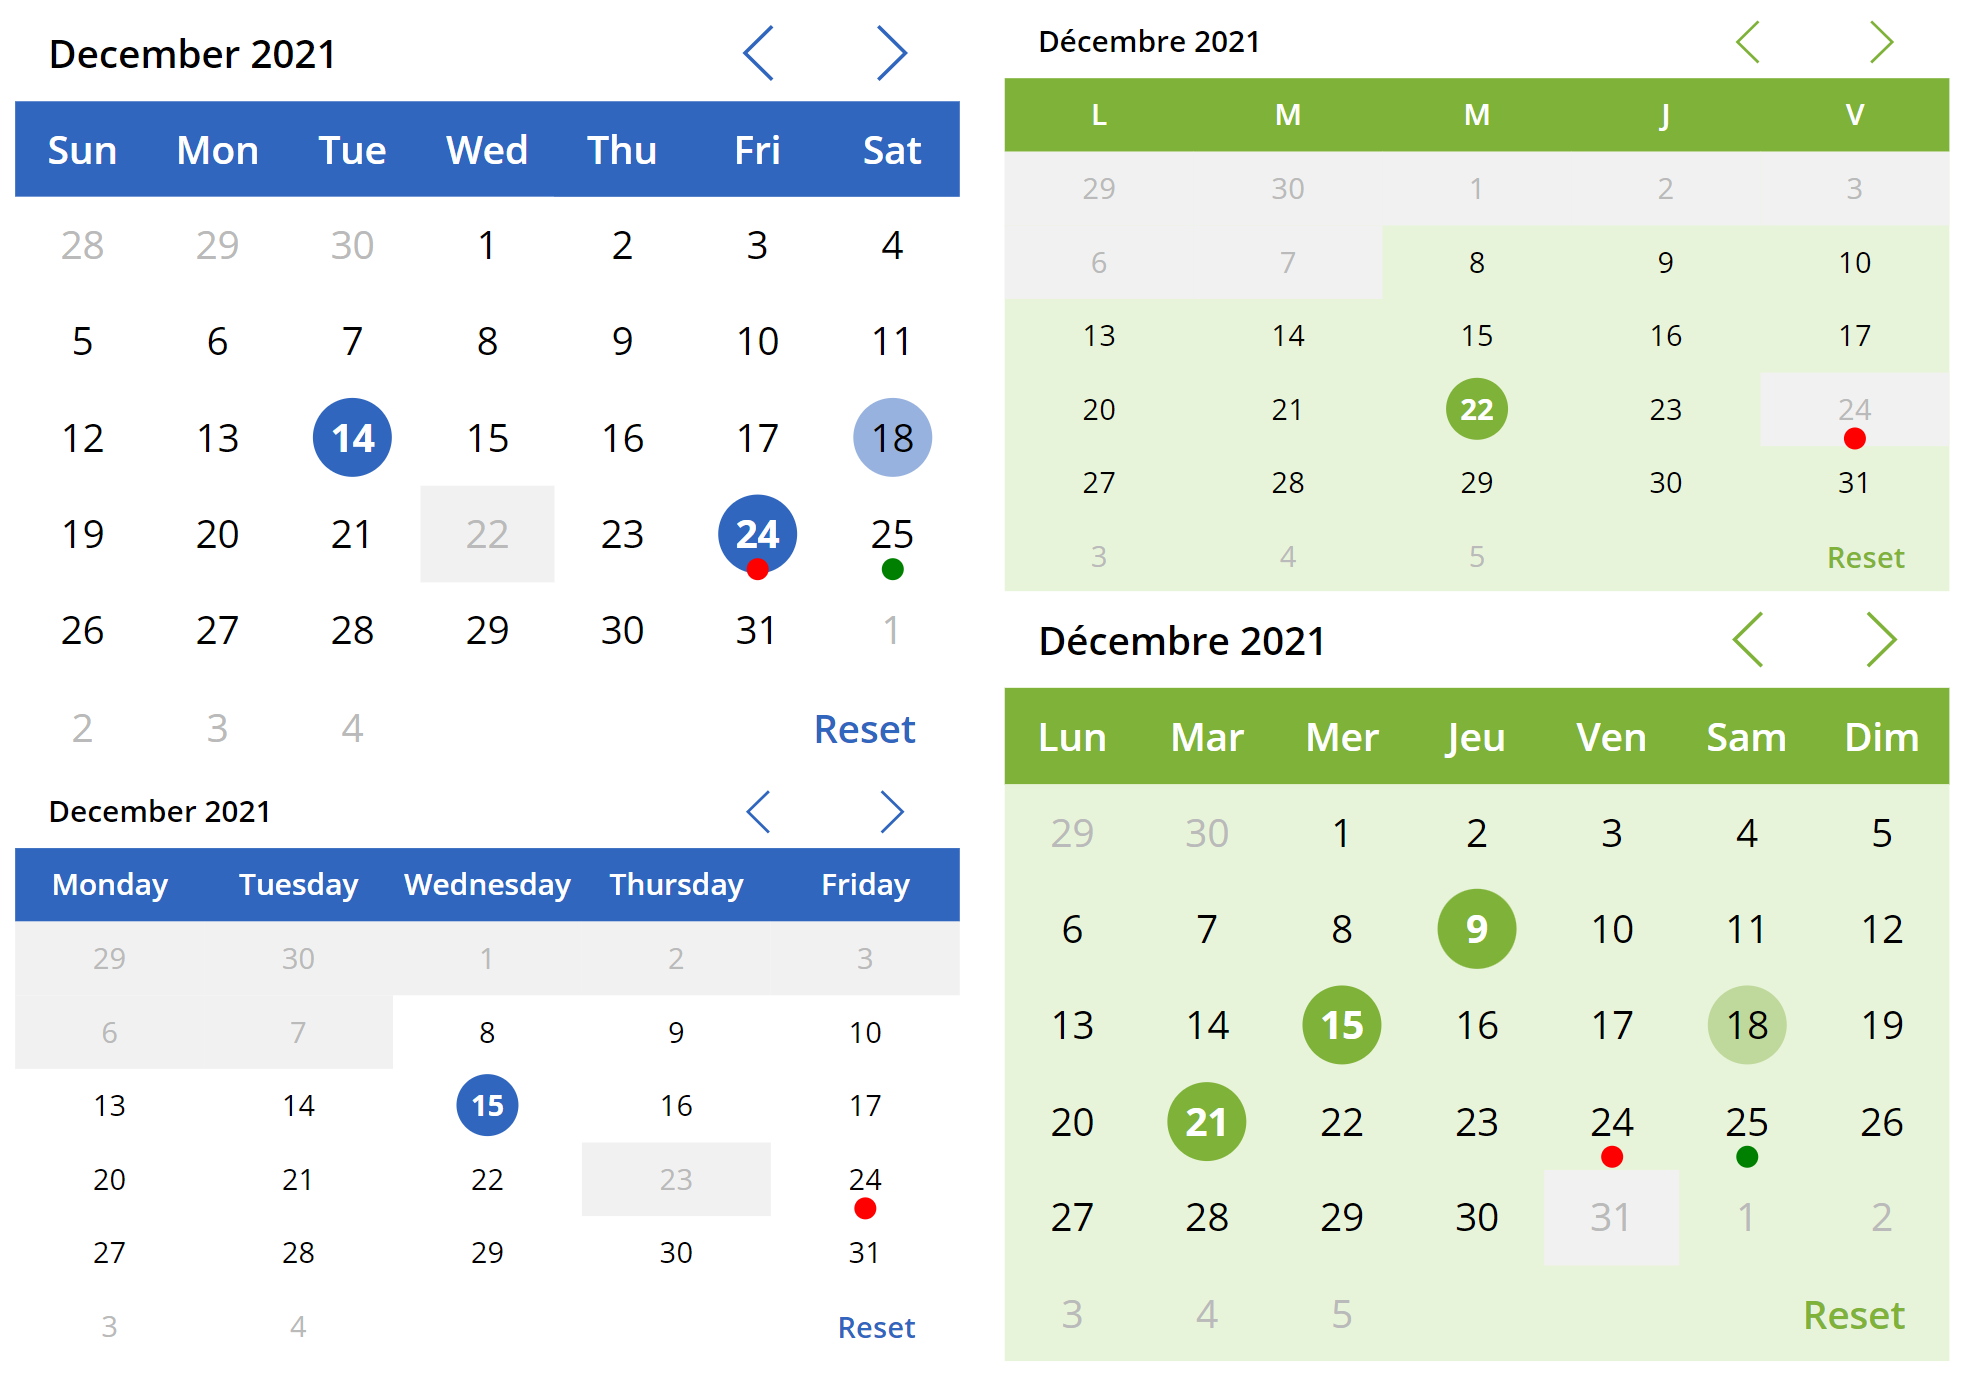 December 2021
Sun Mon Tue Wed Thu Fri Sat
28 29 30 1 2 3 4
5 6 7 8 9 10 11
12 13 14 15 16 17 18
19 20 21 22 23 24 25
26 27 28 29 30 31 1
2 3 4 Reset
December 2021
Monday Tuesday Wednesday Thursday Friday
29 30 1 2 3
6 7 8 9 10
13 14 15 16 17
20 21 22 23 24
27 28 29 30 31
3 4 Reset
Décembre 2021
L M M J V
29 30 1 2 3
6 7 8 9 10
13 14 15 16 17
20 21 22 23 24
27 28 29 30 31
3 4 5 Reset
Décembre 2021
Lun Mar Mer Jeu Ven Sam Dim
29 30 1 2 3 4 5
6 7 8 9 10 11 12
13 14 15 16 17 18 19
20 21 22 23 24 25 26
27 28 29 30 31 1 2
3 4 5 Reset